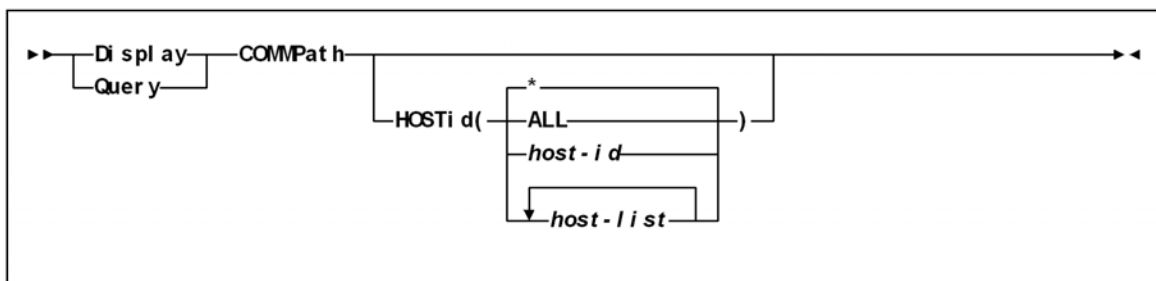 Display COMMPath
Query
*
HOSTid( ALL )
host-id
host-list